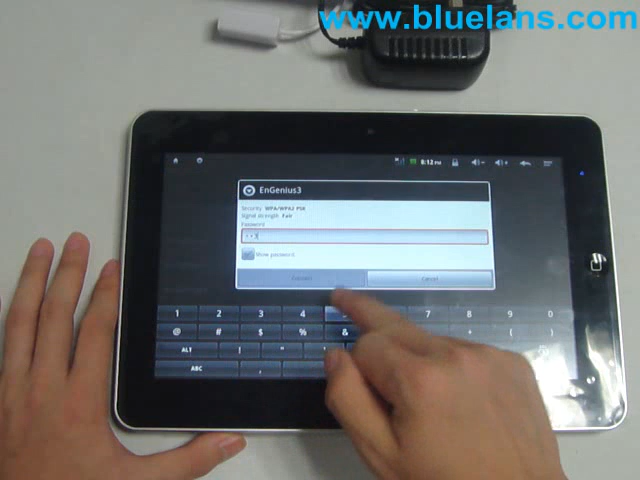 www.bluelans.com
8:12 PM
EnGenius3
Security WPA/WPA2 PSK
Signal strength Fair
Password
••3
Show password
Connect Cancel
1 2 3 4 7 8 9 0
@ # $ % & + ( )
ALT ! "
ABC ,